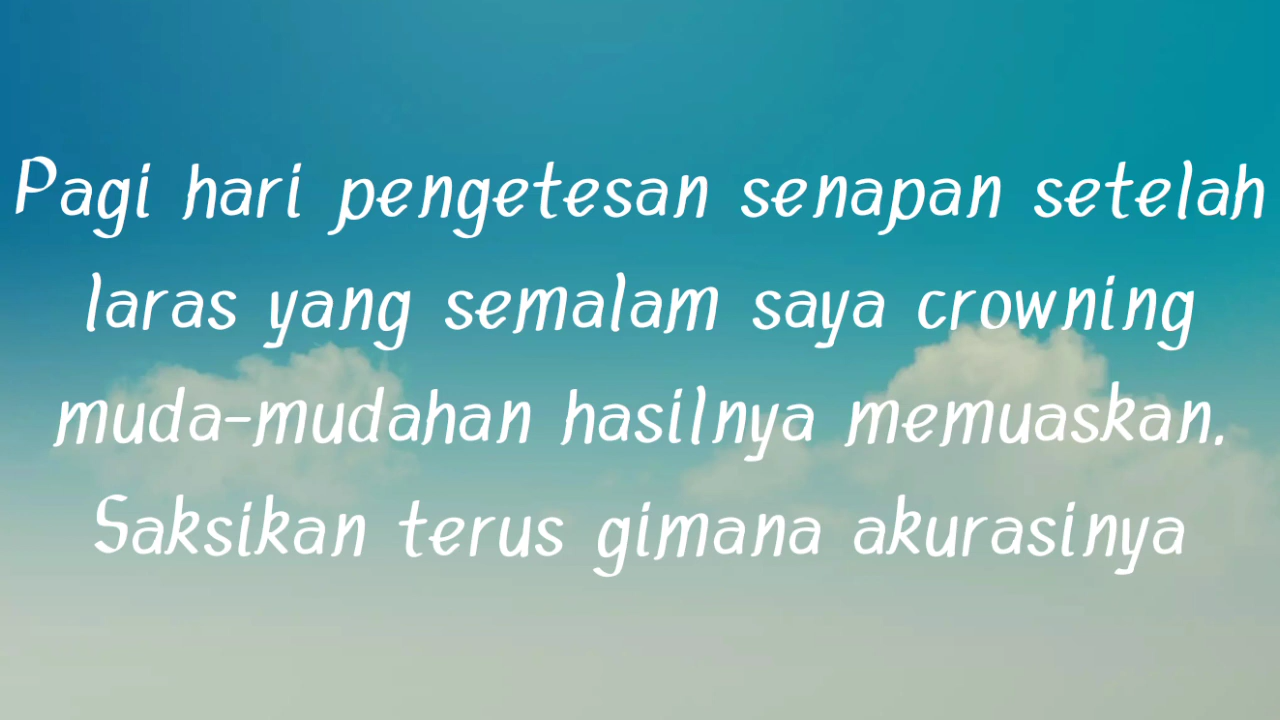 Pagi hari pengetesan senapan setelah
laras yang semalam saya crowning
muda-mudahan hasilnya memuaskan.
Saksikan terus gimana akurasinya